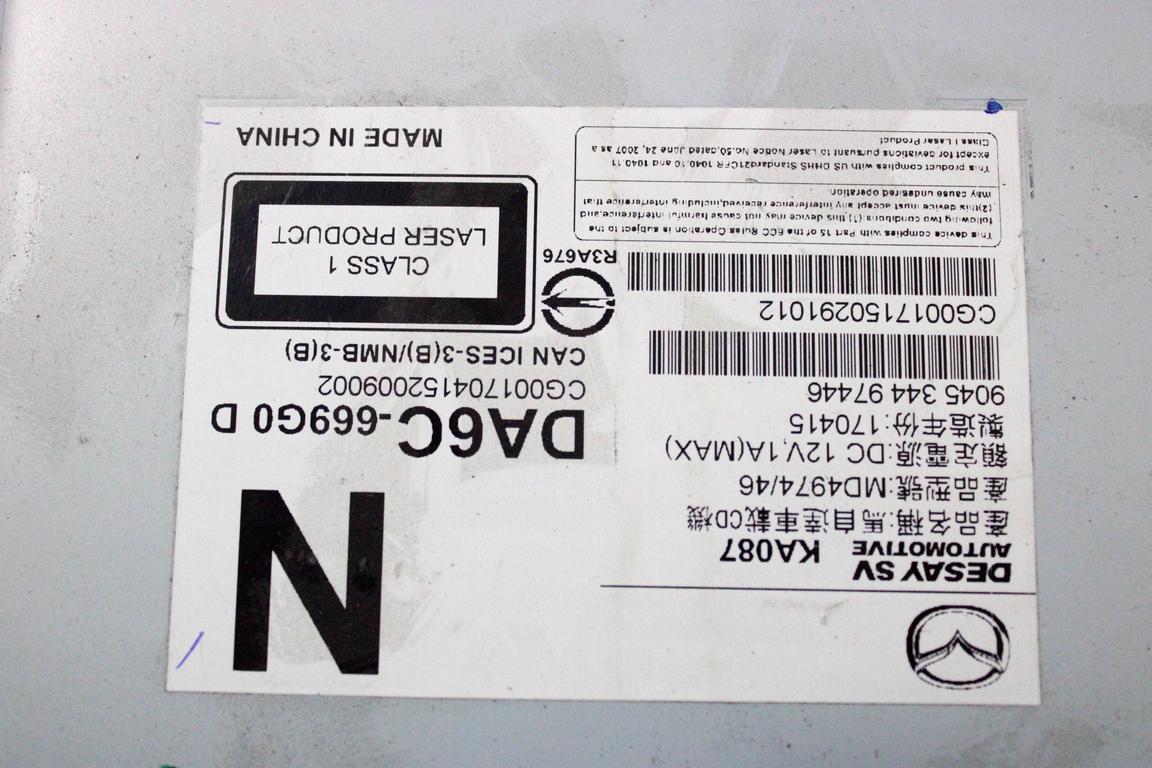 DESAY SV
AUTOMOTIVE KA087
產品名稱:馬自達車載CD機
產品型號:MD4974/46
額定電源:DC 12V,1A(MAX)
製造年份:170415
9045 344 97446
CG0017150291012
This device complies with Part 15 of the FCC Rules Operation is subject to the
following two conditions:(1) this device may not cause harmful interference,and
(2)this device must accept any interference received,including interference that
may cause undesired operation.
This product complies with US DHHS Standard21CFR 1040.10 and 1040.11
except for deviations pursuant to Laser Notice No.50,dated June 24, 2007 as a
Class I Laser Product
N
DA6C-669G0 D
CG001704152009002
CAN ICES-3(B)/NMB-3(B)
R3A676
CLASS 1
LASER PRODUCT
MADE IN CHINA